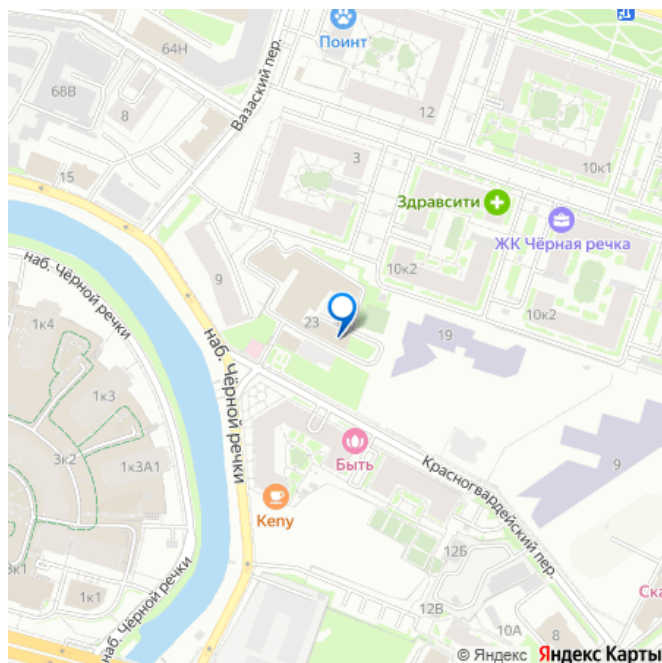 64Н
Поинт
68В
8
Вазаский пер.
12
3
10к1
15
Здравсити
ЖК Чёрная речка
наб. Чёрной речки
9
10к2
1к4
23
10к2
19
наб. Чёрной речки
1к3
3к2
1к3А1
Быть
Красногвардейский пер.
9
Keny
12Б
1к1
наб. Чёрной речки
12В
10А
8
Ска
© Яндекс Яндекс Карты